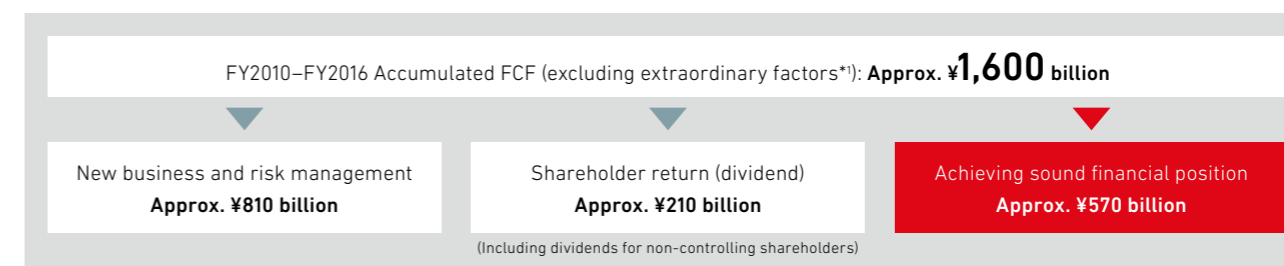 FY2010–FY2016 Accumulated FCF (excluding extraordinary factors*1): Approx. ¥1,600 billion
New business and risk management
Approx. ¥810 billion
Shareholder return (dividend)
Approx. ¥210 billion
(Including dividends for non-controlling shareholders)
Achieving sound financial position
Approx. ¥570 billion